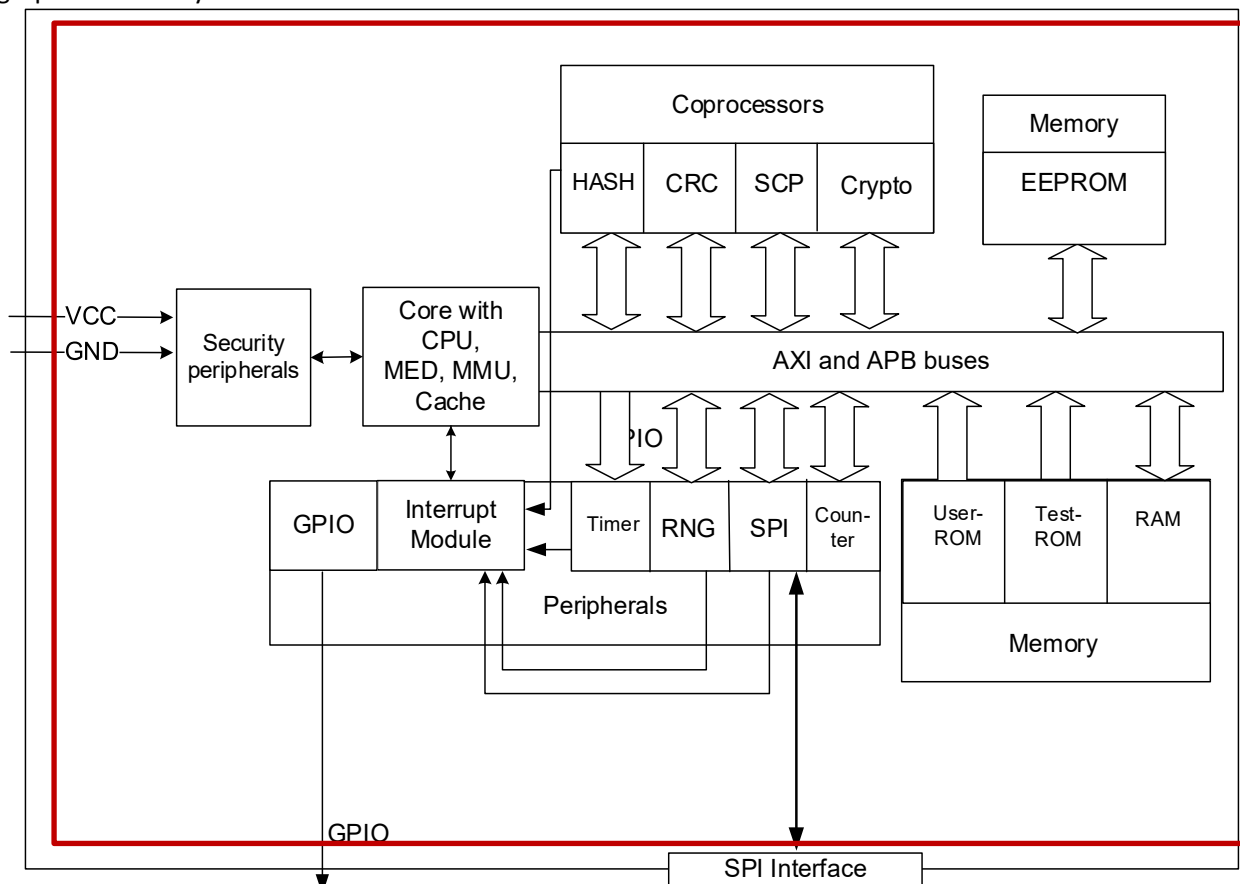 Coprocessors
HASH
CRC
SCP
Crypto
Memory
EEPROM
VCC
GND
Security
peripherals
Core with
CPU,
MED, MMU,
Cache
AXI and APB buses
PIO
GPIO
Interrupt
Module
Timer
RNG
SPI
Coun-
ter
Peripherals
User-
ROM
Test-
ROM
RAM
Memory
GPIO
SPI Interface